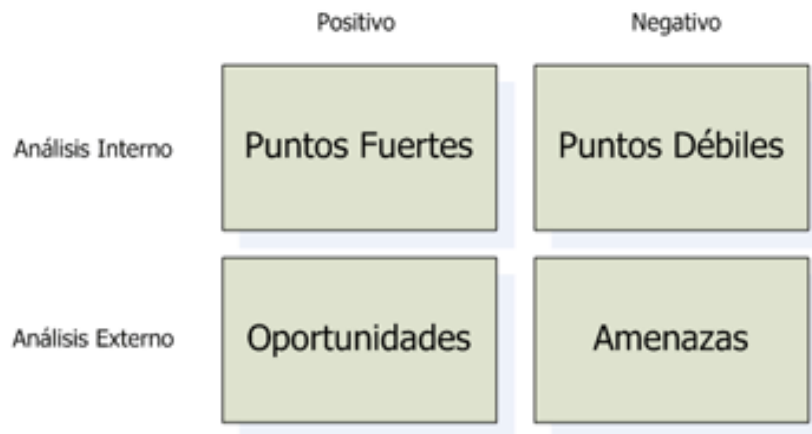 Positivo
Negativo
Análisis Interno
Puntos Fuertes
Puntos Débiles
Análisis Externo
Oportunidades
Amenazas